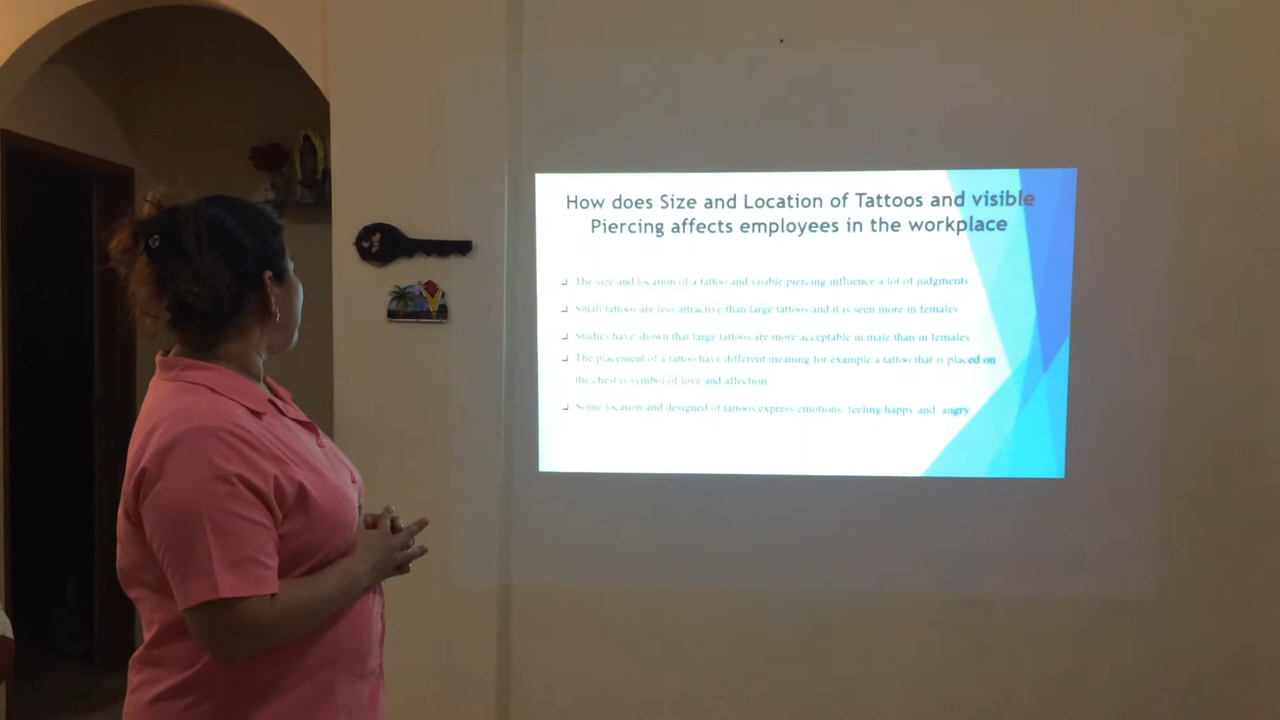 How does Size and Location of Tattoos and visible
Piercing affects employees in the workplace
The size and location of a tattoo and visible piercing influence a lot of judgments
Small tattoos are less attractive than large tattoos and it is seen more in females
Studies have shown that large tattoos are more acceptable in male than in females
The placement of a tattoo have different meaning for example a tattoo that is placed on
the chest is symbol of love and affection
Some location and designed of tattoos express emotions feeling happy and angry